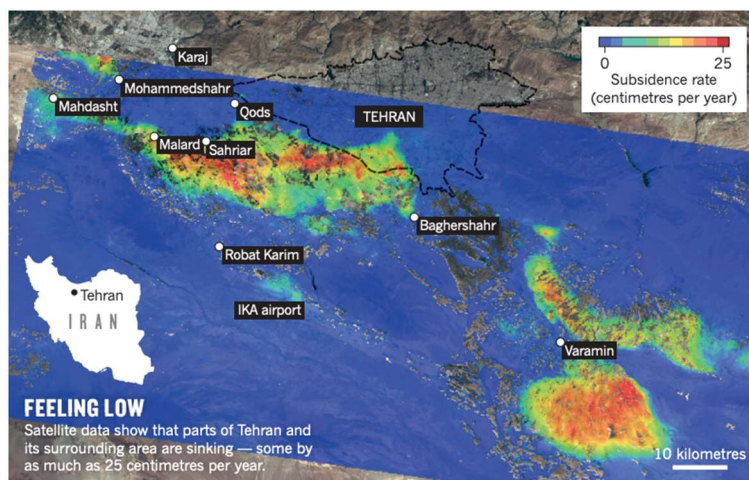 Karaj
Mohammedshahr
Mahdasht
Qods
TEHRAN
Malard
Sahriar
Baghershahr
Robat Karim
IKA airport
Varamin
0 25
Subsidence rate
(centimetres per year)
Tehran
IRAN
FEELING LOW
Satellite data show that parts of Tehran and
its surrounding area are sinking — some by
as much as 25 centimetres per year.
10 kilometres